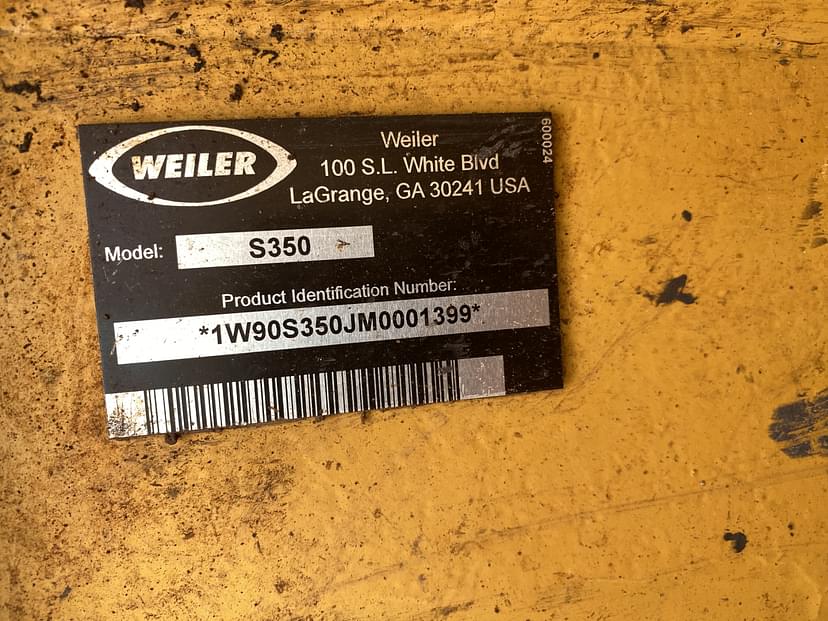 WEILER
Weiler
100 S.L. White Blvd
LaGrange, GA 30241 USA
600024
Model: S350
Product Identification Number:
*1W90S350JM0001399*